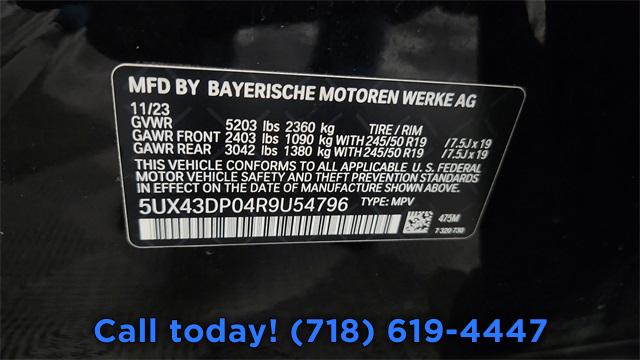 MFD BY BAYERISCHE MOTOREN WERKE AG
11/23
GVWR 5203 lbs 2360 kg TIRE / RIM
GAWR FRONT 2403 lbs 1090 kg WITH 245/50 R19 / 7.5J x 19
GAWR REAR 3042 lbs 1380 kg WITH 245/50 R19 / 7.5J x 19
THIS VEHICLE CONFORMS TO ALL APPLICABLE U. S. FEDERAL
MOTOR VEHICLE SAFETY AND THEFT PREVENTION STANDARDS
IN EFFECT ON THE DATE OF MANUFACTURE SHOWN ABOVE.
5UX43DP04R9U54796 TYPE: MPV
475M
7 320 730
Call today! (718) 619-4447